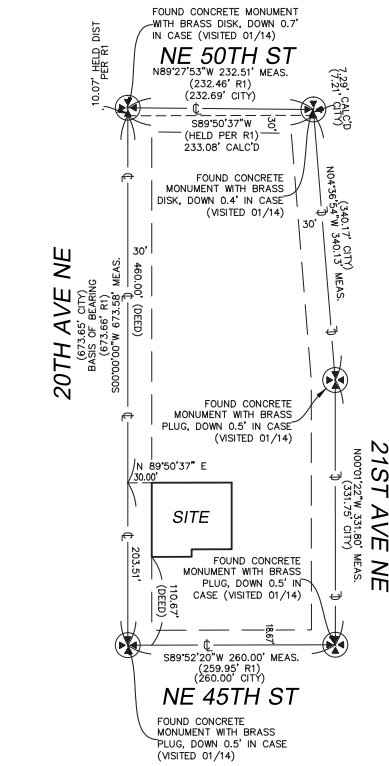 FOUND CONCRETE MONUMENT
WITH BRASS DISK, DOWN 0.7'
IN CASE (VISITED 01/14)
NE 50TH ST
N89°27'53"W 232.51' MEAS.
(232.46' R1)
(232.69' CITY)
10.07' HELD DIST
PER R1
7.29' CALC'D
(7.21' CITY)
S89°50'37"W
(HELD PER R1)
233.08' CALC'D
30'
FOUND CONCRETE
MONUMENT WITH BRASS
DISK, DOWN 0.4' IN CASE
(VISITED 01/14)
N04°36'54"W 340.13' MEAS.
(340.17' CITY)
30'
20TH AVE NE
(673.65' CITY)
BASIS OF BEARING
(673.66' R1)
S00°00'00"W 673.58' MEAS.
30'
460.00' (DEED)
FOUND CONCRETE
MONUMENT WITH BRASS
PLUG, DOWN 0.5' IN CASE
(VISITED 01/14)
21ST AVE NE
N00°01'22"W 331.80' MEAS.
(331.75' CITY)
N 89°50'37" E
30.00'
SITE
203.51'
110.67'
(DEED)
FOUND CONCRETE
MONUMENT WITH BRASS
PLUG, DOWN 0.5' IN
CASE (VISITED 01/14)
18.67'
S89°52'20"W 260.00' MEAS.
(259.95' R1)
(260.00' CITY)
NE 45TH ST
FOUND CONCRETE
MONUMENT WITH BRASS
PLUG, DOWN 0.5' IN CASE
(VISITED 01/14)